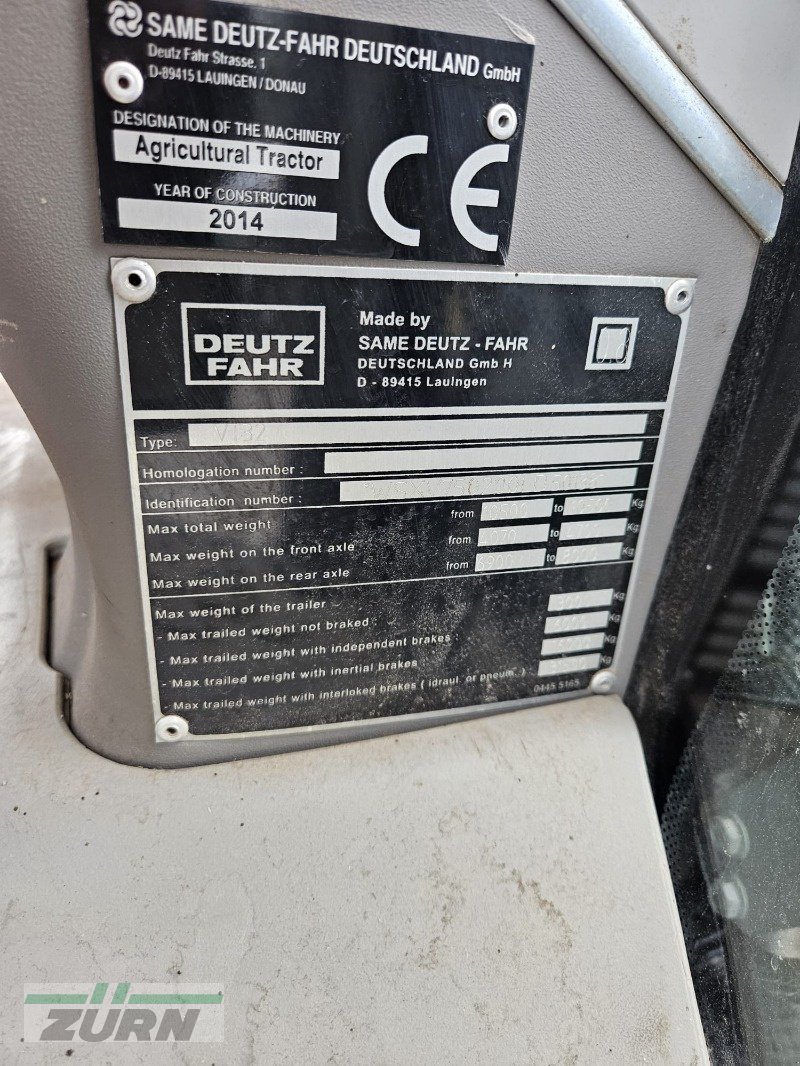 SAME DEUTZ-FAHR DEUTSCHLAND GmbH
Deutz Fahr Strasse, 1
D-89415 LAUINGEN / DONAU
DESIGNATION OF THE MACHINERY
Agricultural Tractor
YEAR OF CONSTRUCTION
2014
CE
DEUTZ
FAHR
Made by
SAME DEUTZ - FAHR
DEUTSCHLAND Gmb H
D - 89415 Lauingen
Type:
Homologation number :
Identification number :
Max total weight from to Kg
Max weight on the front axle from to Kg
Max weight on the rear axle from to Kg
Max weight of the trailer
- Max trailed weight not braked : Kg
- Max trailed weight with independent brakes Kg
- Max trailed weight with inertial brakes Kg
- Max trailed weight with interloked brakes ( idraul. or pneum. ) Kg
0445 5165
ZÜRN